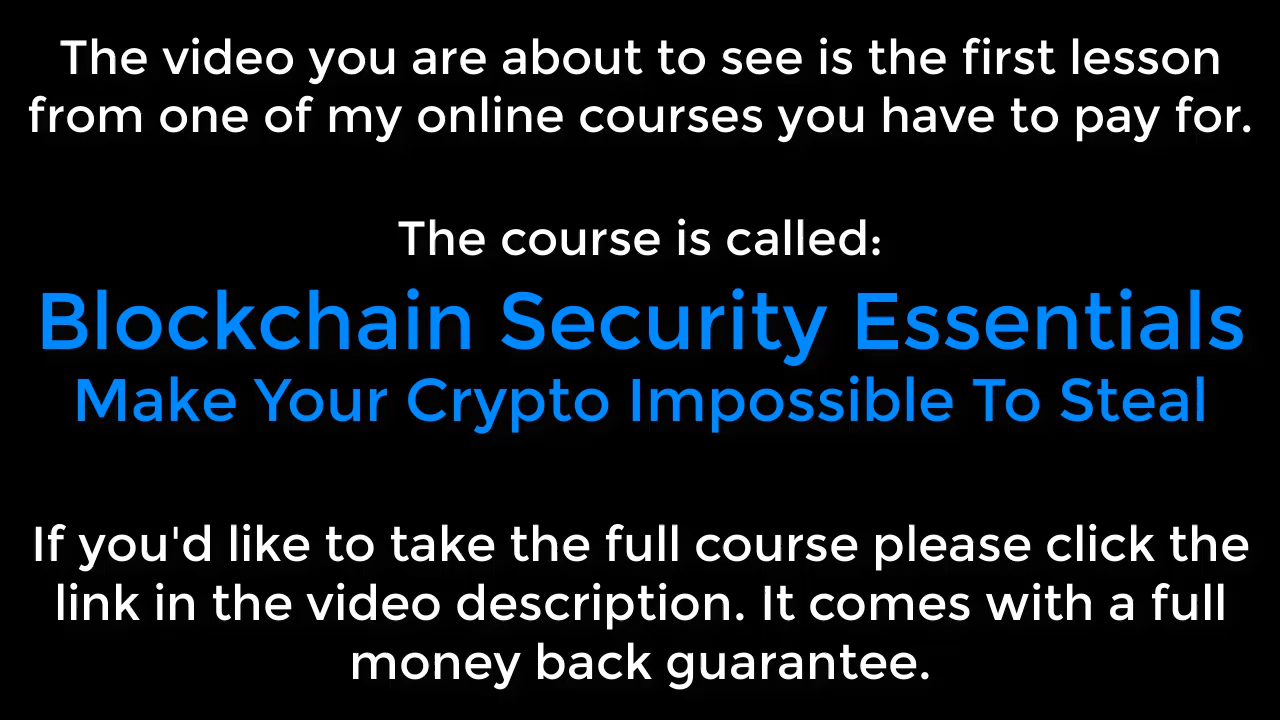 The video you are about to see is the first lesson
from one of my online courses you have to pay for.
The course is called:
Blockchain Security Essentials
Make Your Crypto Impossible To Steal
If you'd like to take the full course please click the
link in the video description. It comes with a full
money back guarantee.